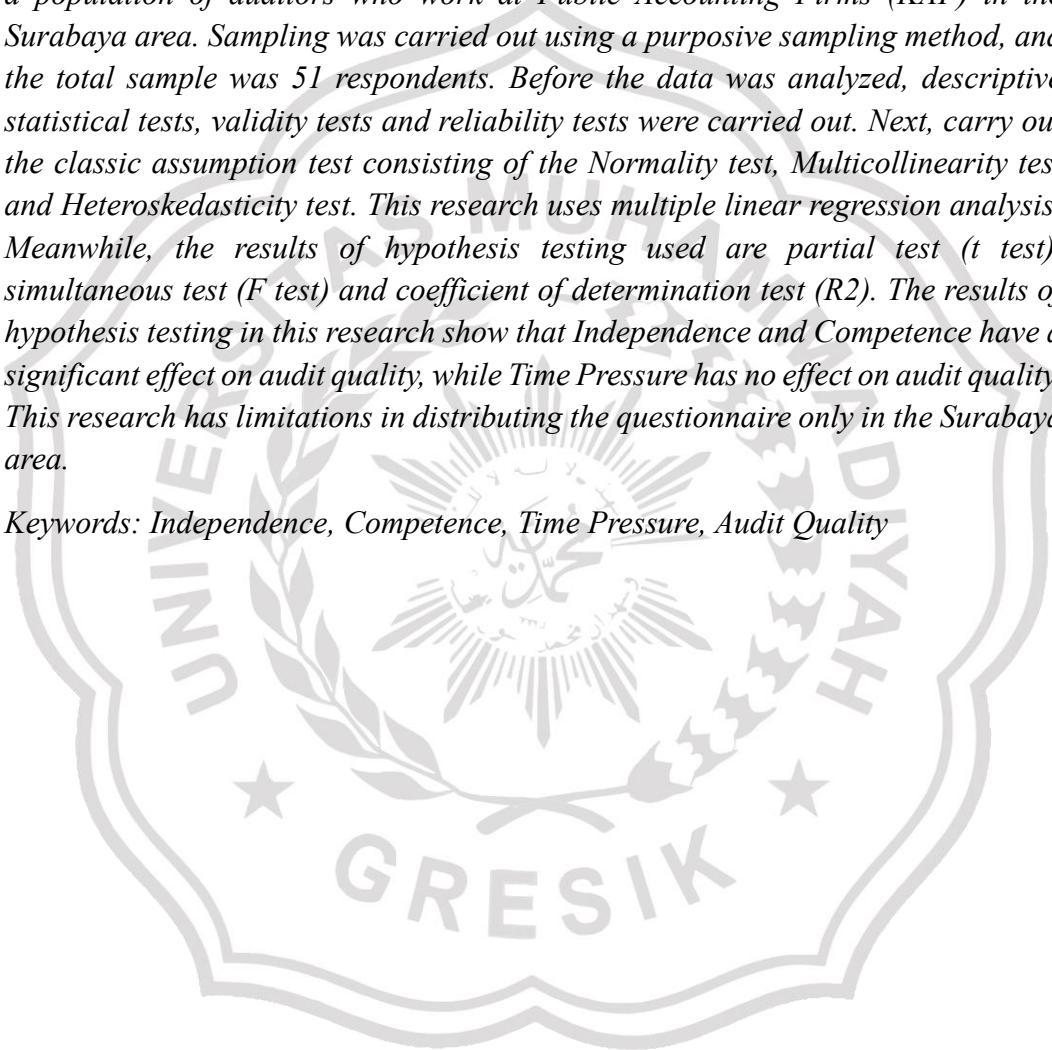 a population of auditors who work at Public Accounting Firms (KAP) in the
Surabaya area. Sampling was carried out using a purposive sampling method, and
the total sample was 51 respondents. Before the data was analyzed, descriptive
statistical tests, validity tests and reliability tests were carried out. Next, carry ou
the classic assumption test consisting of the Normality test, Multicollinearity tes
and Heteroskedasticity test. This research uses multiple linear regression analysis
Meanwhile, the results of hypothesis testing used are partial test (t test)
simultaneous test (F test) and coefficient of determination test (R2). The results of
hypothesis testing in this research show that Independence and Competence have a
significant effect on audit quality, while Time Pressure has no effect on audit quality
This research has limitations in distributing the questionnaire only in the Surabaya
area.
Keywords: Independence, Competence, Time Pressure, Audit Quality
UNIVERSITAS MUHAMMADIYAH
GRESIK